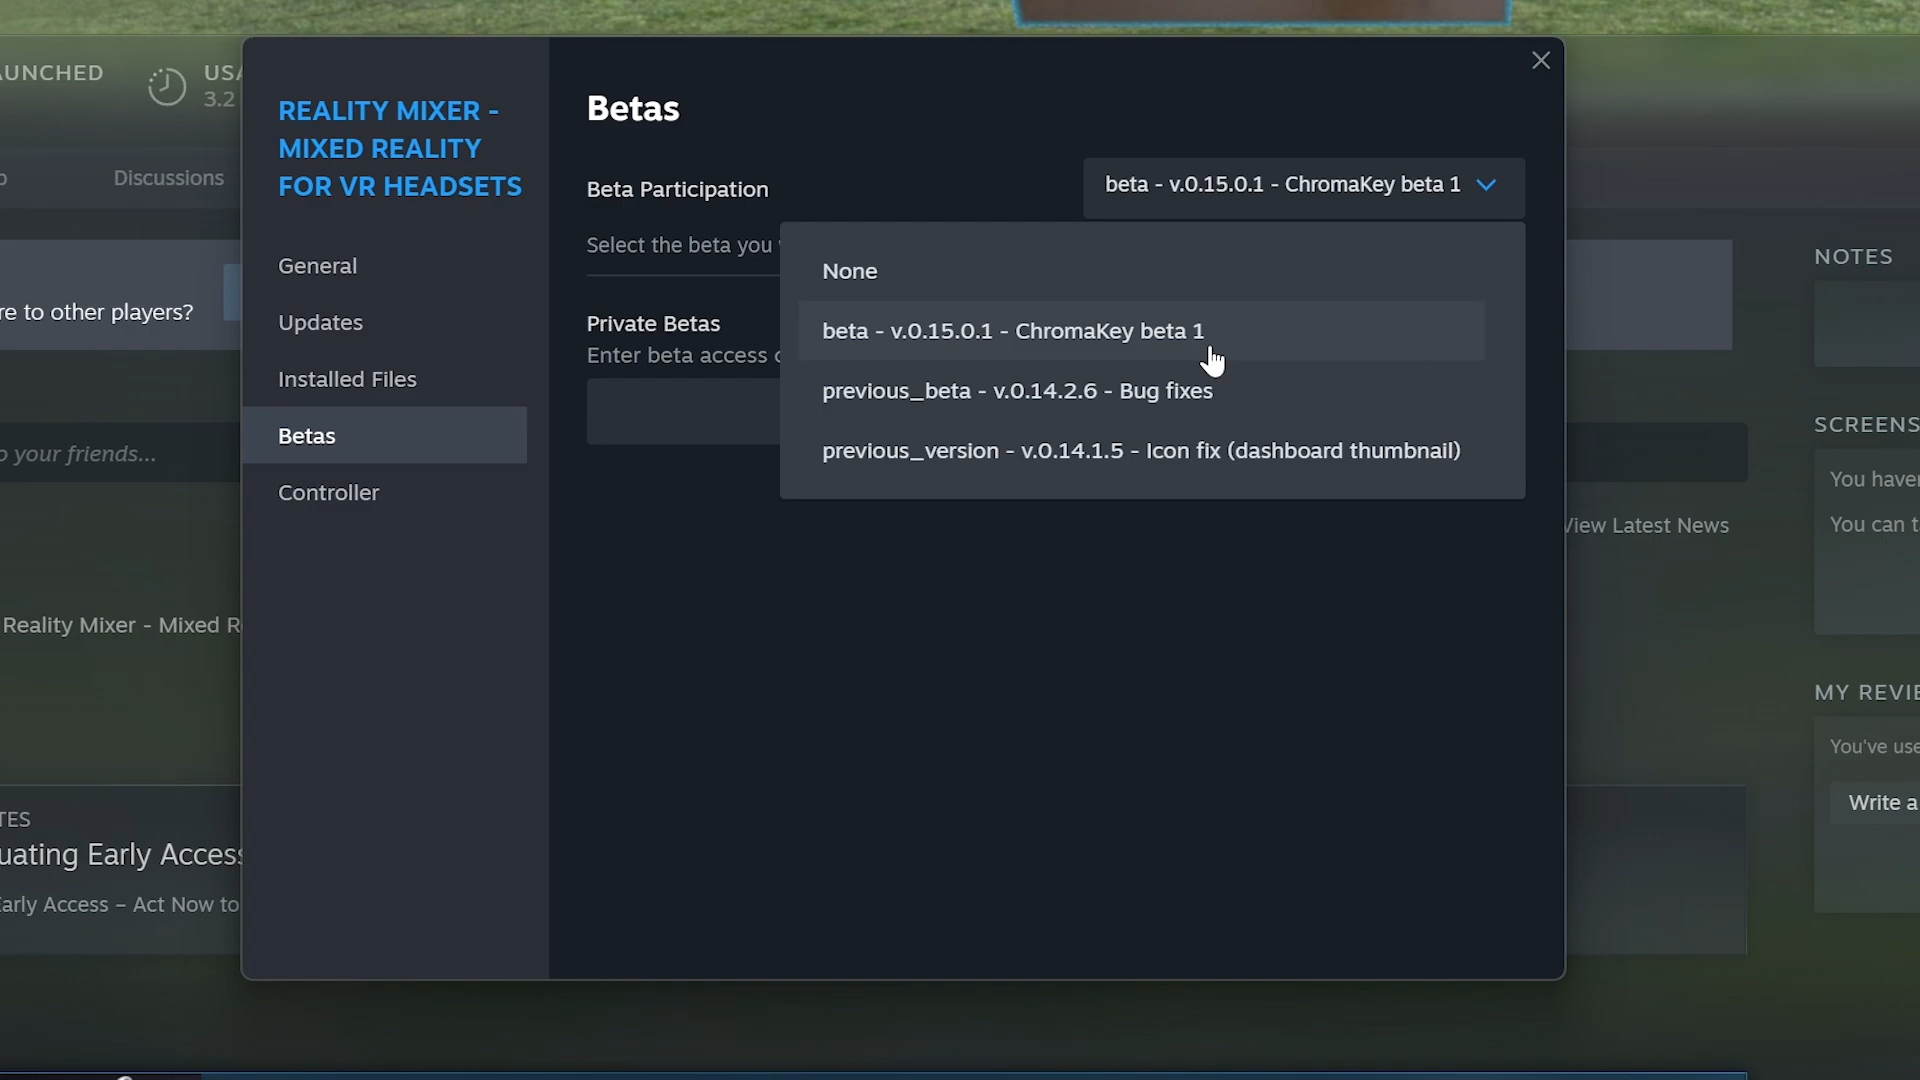 AUNCHED
USA
3.2
Discussions
re to other players?
o your friends...
Reality Mixer - Mixed R
TES
uating Early Access
Early Access – Act Now to
REALITY MIXER -
MIXED REALITY
FOR VR HEADSETS
General
Updates
Installed Files
Betas
Controller
Betas
Beta Participation
beta - v.0.15.0.1 - ChromaKey beta 1
Select the beta you
Private Betas
Enter beta access
None
beta - v.0.15.0.1 - ChromaKey beta 1
previous_beta - v.0.14.2.6 - Bug fixes
previous_version - v.0.14.1.5 - Icon fix (dashboard thumbnail)
View Latest News
NOTES
SCREENS
You haven
You can t
MY REVIE
You've use
Write a